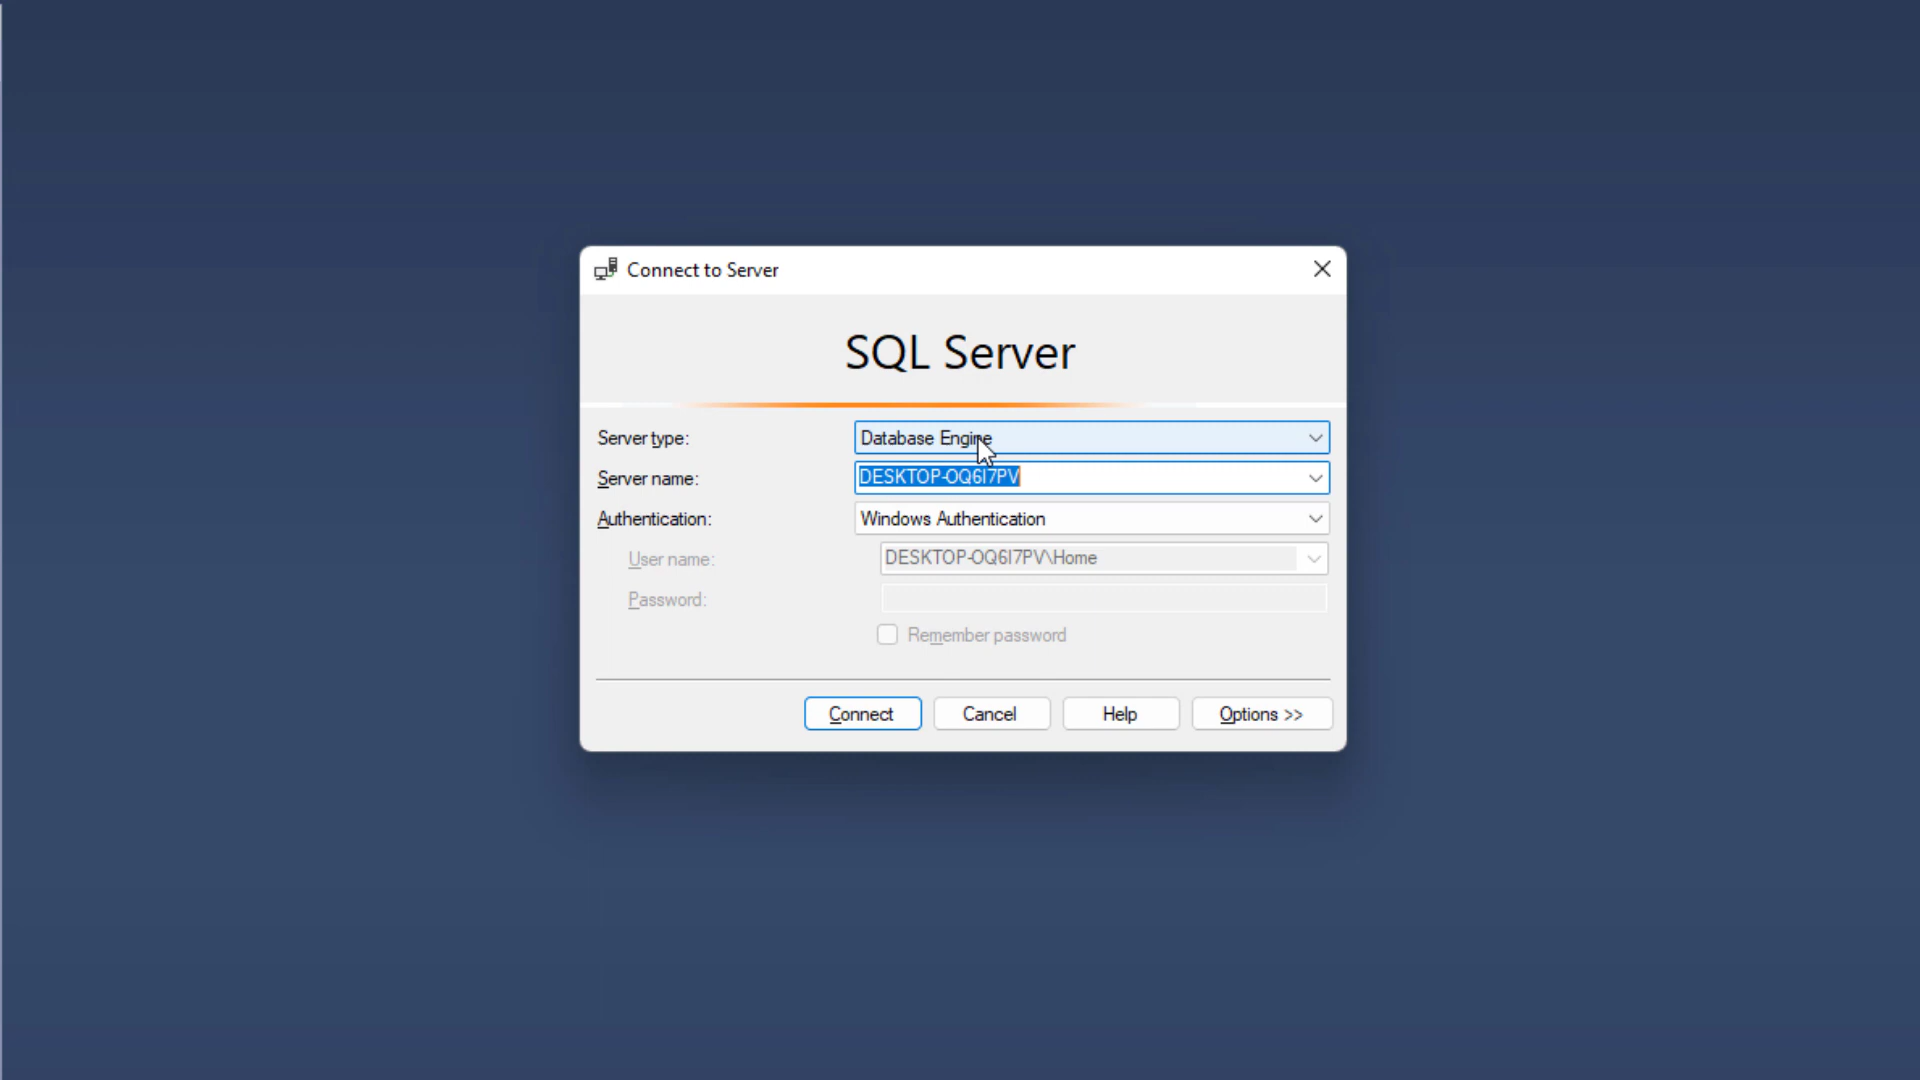 Connect to Server
SQL Server
Server type: Database Engine
Server name: DESKTOP-OQ6I7PV
Authentication: Windows Authentication
User name: DESKTOP-OQ6I7PV\Home
Password:
Remember password
Connect Cancel Help Options >>